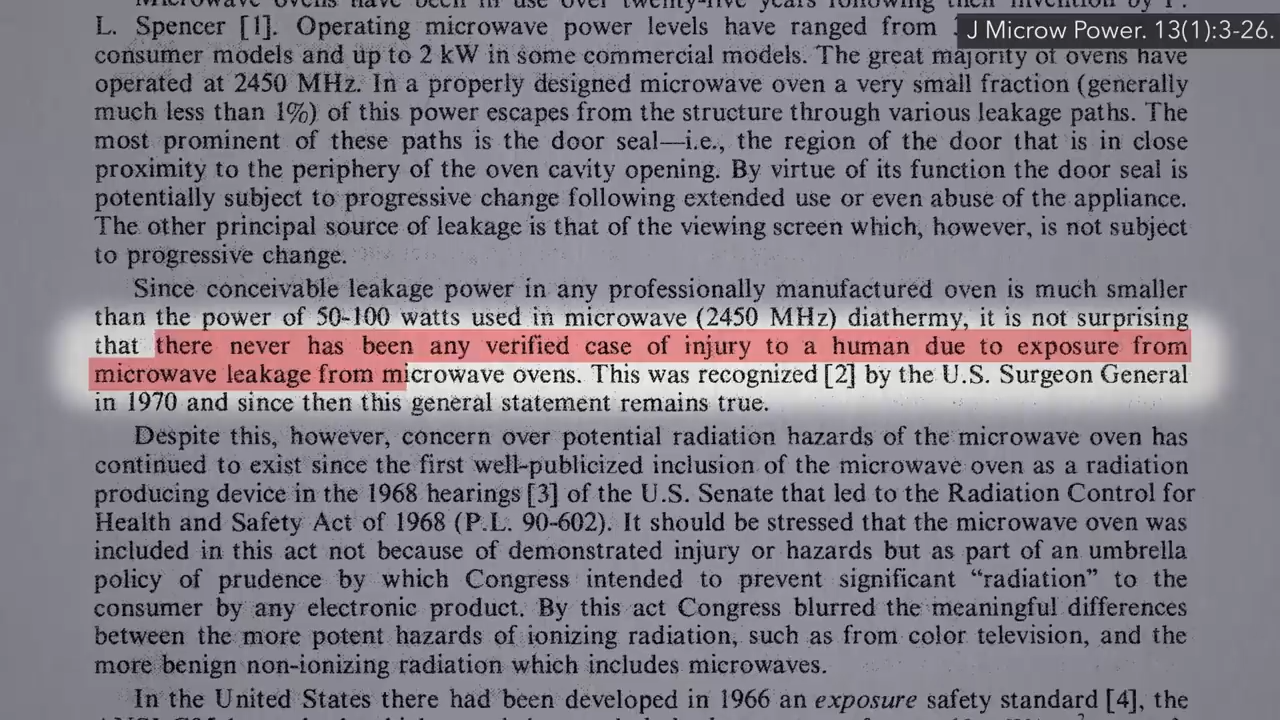 Microwave ovens have been in use over twenty-five years following their invention by P.
L. Spencer [1]. Operating microwave power levels have ranged from
J Microw Power. 13(1):3-26.
consumer models and up to 2 kW in some commercial models. The great majority of ovens have
operated at 2450 MHz. In a properly designed microwave oven a very small fraction (generally
much less than 1%) of this power escapes from the structure through various leakage paths. The
most prominent of these paths is the door seal—i.e., the region of the door that is in close
proximity to the periphery of the oven cavity opening. By virtue of its function the door seal is
potentially subject to progressive change following extended use or even abuse of the appliance.
The other principal source of leakage is that of the viewing screen which, however, is not subject
to progressive change.
Since conceivable leakage power in any professionally manufactured oven is much smaller
than the power of 50-100 watts used in microwave (2450 MHz) diathermy, it is not surprising
that there never has been any verified case of injury to a human due to exposure from
microwave leakage from microwave ovens. This was recognized [2] by the U.S. Surgeon General
in 1970 and since then this general statement remains true.
Despite this, however, concern over potential radiation hazards of the microwave oven has
continued to exist since the first well-publicized inclusion of the microwave oven as a radiation
producing device in the 1968 hearings [3] of the U.S. Senate that led to the Radiation Control for
Health and Safety Act of 1968 (P.L. 90-602). It should be stressed that the microwave oven was
included in this act not because of demonstrated injury or hazards but as part of an umbrella
policy of prudence by which Congress intended to prevent significant “radiation” to the
consumer by any electronic product. By this act Congress blurred the meaningful differences
between the more potent hazards of ionizing radiation, such as from color television, and the
more benign non-ionizing radiation which includes microwaves.
In the United States there had been developed in 1966 an exposure safety standard [4], the